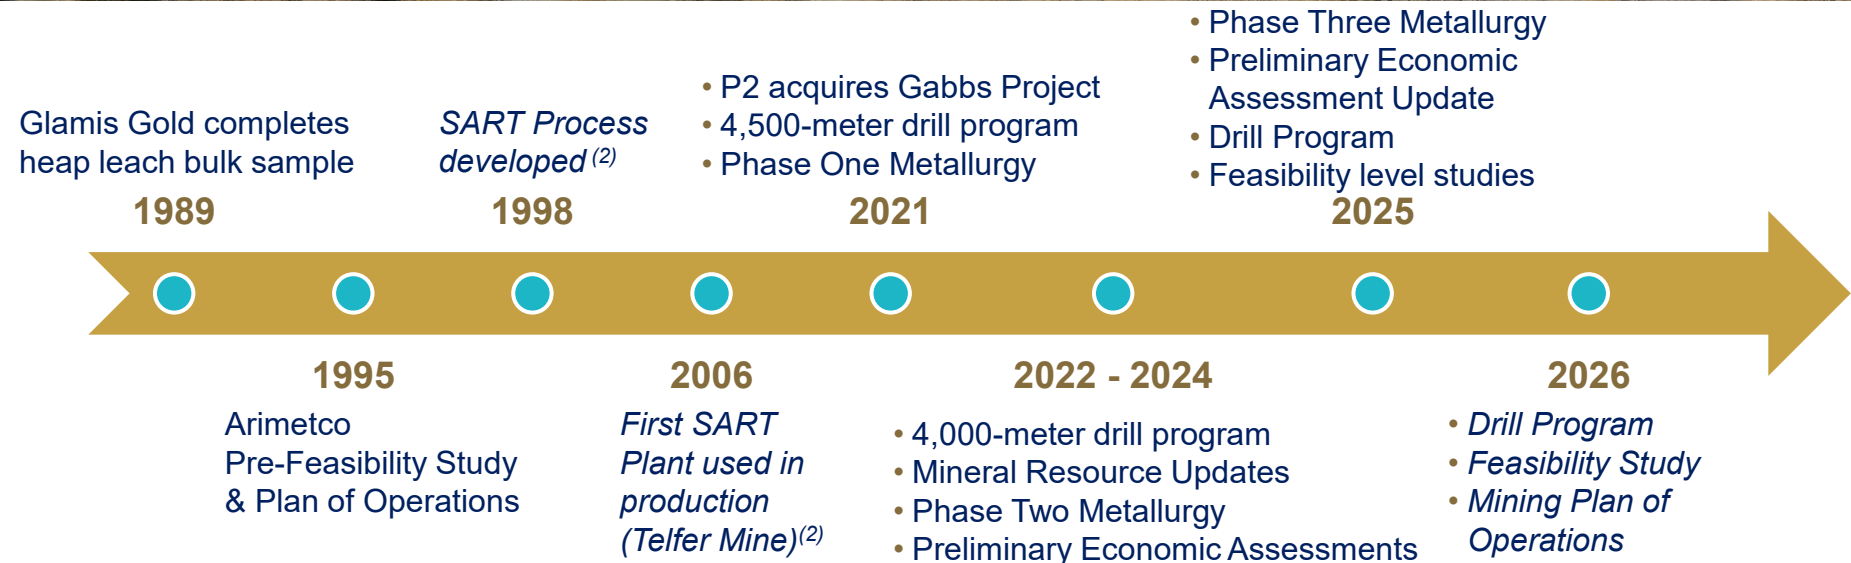 Glamis Gold completes
heap leach bulk sample
1989
SART Process
developed (2)
1998
• P2 acquires Gabbs Project
• 4,500-meter drill program
• Phase One Metallurgy
2021
• Phase Three Metallurgy
• Preliminary Economic
Assessment Update
• Drill Program
• Feasibility level studies
2025
1995
Arimetco
Pre-Feasibility Study
& Plan of Operations
2006
First SART
Plant used in
production
(Telfer Mine)(2)
2022 - 2024
• 4,000-meter drill program
• Mineral Resource Updates
• Phase Two Metallurgy
• Preliminary Economic Assessments
2026
• Drill Program
• Feasibility Study
• Mining Plan of
Operations